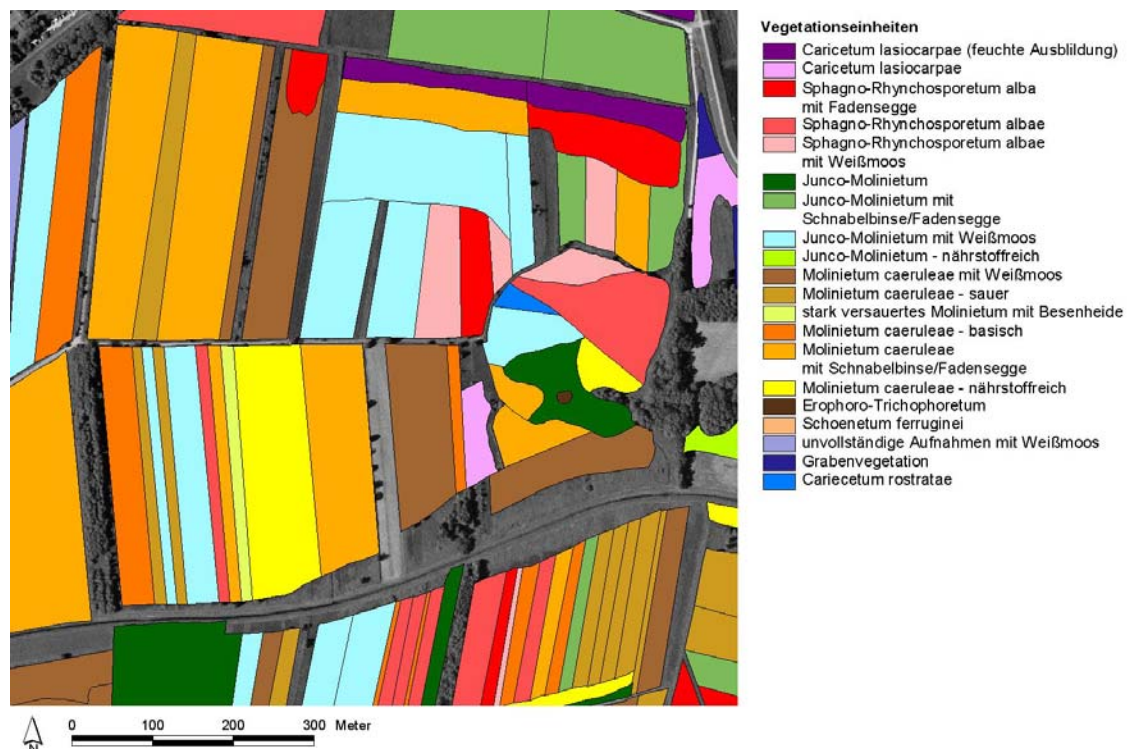 Vegetationseinheiten
Caricetum lasiocarpae (feuchte Ausblildung)
Caricetum lasiocarpae
Sphagno-Rhynchosporetum alba
mit Fadensegge
Sphagno-Rhynchosporetum albae
Sphagno-Rhynchosporetum albae
mit Weißmoos
Junco-Molinietum
Junco-Molinietum mit
Schnabelbinse/Fadensegge
Junco-Molinietum mit Weißmoos
Junco-Molinietum - nährstoffreich
Molinietum caeruleae mit Weißmoos
Molinietum caeruleae - sauer
stark versauertes Molinietum mit Besenheide
Molinietum caeruleae - basisch
Molinietum caeruleae
mit Schnabelbinse/Fadensegge
Molinietum caeruleae - nährstoffreich
Erophoro-Trichophoretum
Schoenetum ferruginei
unvollständige Aufnahmen mit Weißmoos
Grabenvegetation
Cariecetum rostratae
0 100 200 300 Meter
N